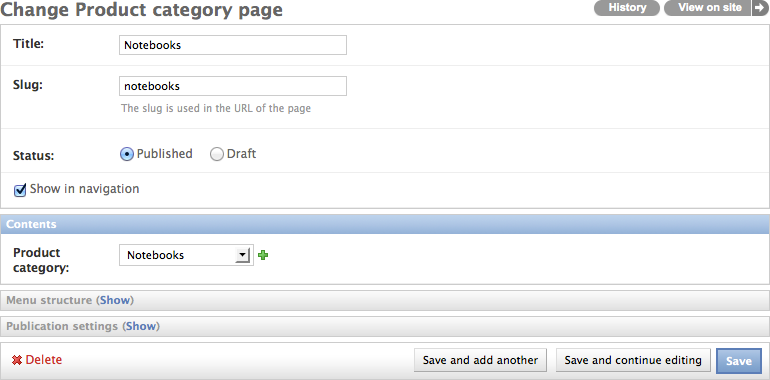 Change Product category page
History
View on site
Title:
Notebooks
Slug:
notebooks
The slug is used in the URL of the page
Status:
Published
Draft
Show in navigation
Contents
Product
category:
Notebooks
Menu structure (Show)
Publication settings (Show)
Delete
Save and add another
Save and continue editing
Save